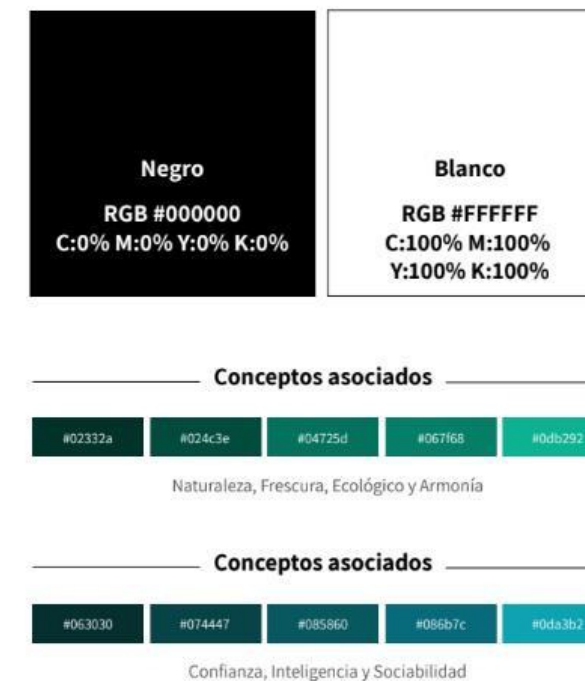 Negro
RGB #000000
C:0% M:0% Y:0% K:0%
Blanco
RGB #FFFFFF
C:100% M:100%
Y:100% K:100%
Conceptos asociados
#02332a #024c3e #04725d #067f68 #0db292
Naturaleza, Frescura, Ecológico y Armonía
Conceptos asociados
#063030 #074447 #085860 #086b7c #0da3b2
Confianza, Inteligencia y Sociabilidad